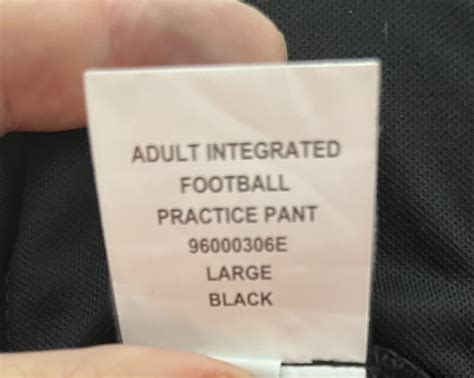 ADULT INTEGRATED
FOOTBALL
PRACTICE PANT
96000306E
LARGE
BLACK